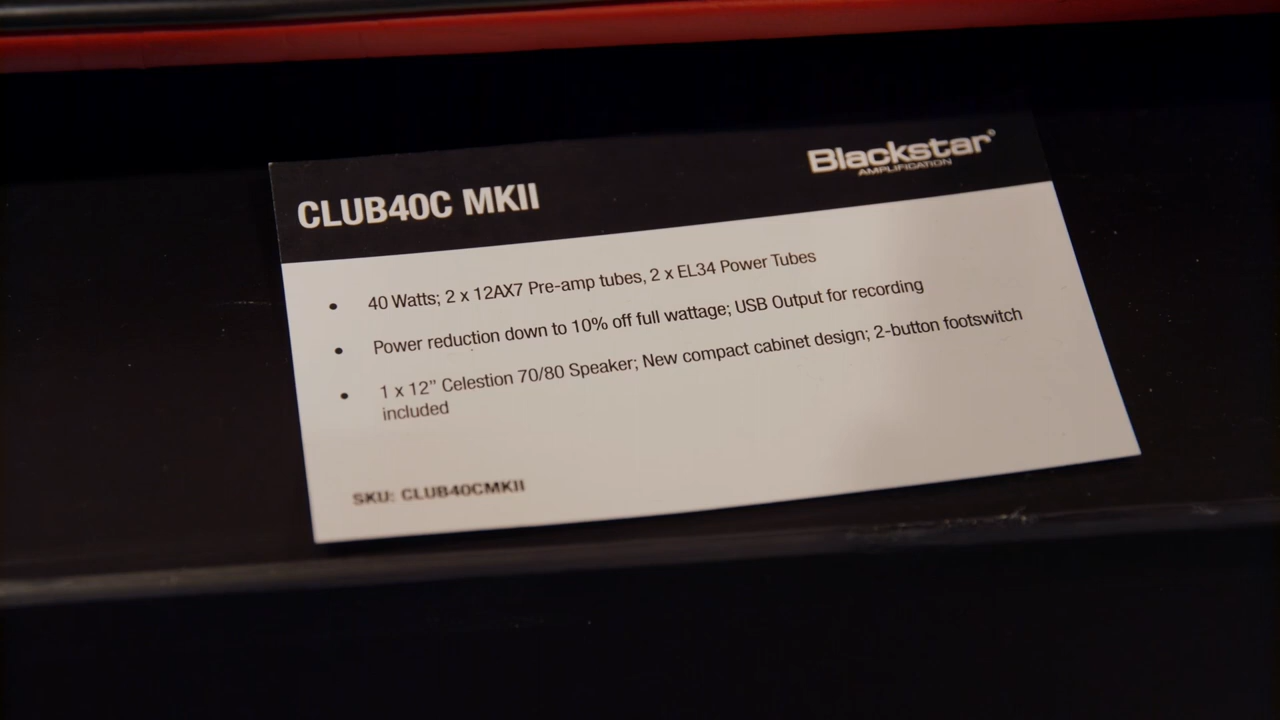 Blackstar®
AMPLIFICATION
CLUB40C MKII
• 40 Watts; 2 x 12AX7 Pre-amp tubes, 2 x EL34 Power Tubes
• Power reduction down to 10% off full wattage; USB Output for recording
• 1 x 12” Celestion 70/80 Speaker; New compact cabinet design; 2-button footswitch
included
SKU: CLUB40CMKII